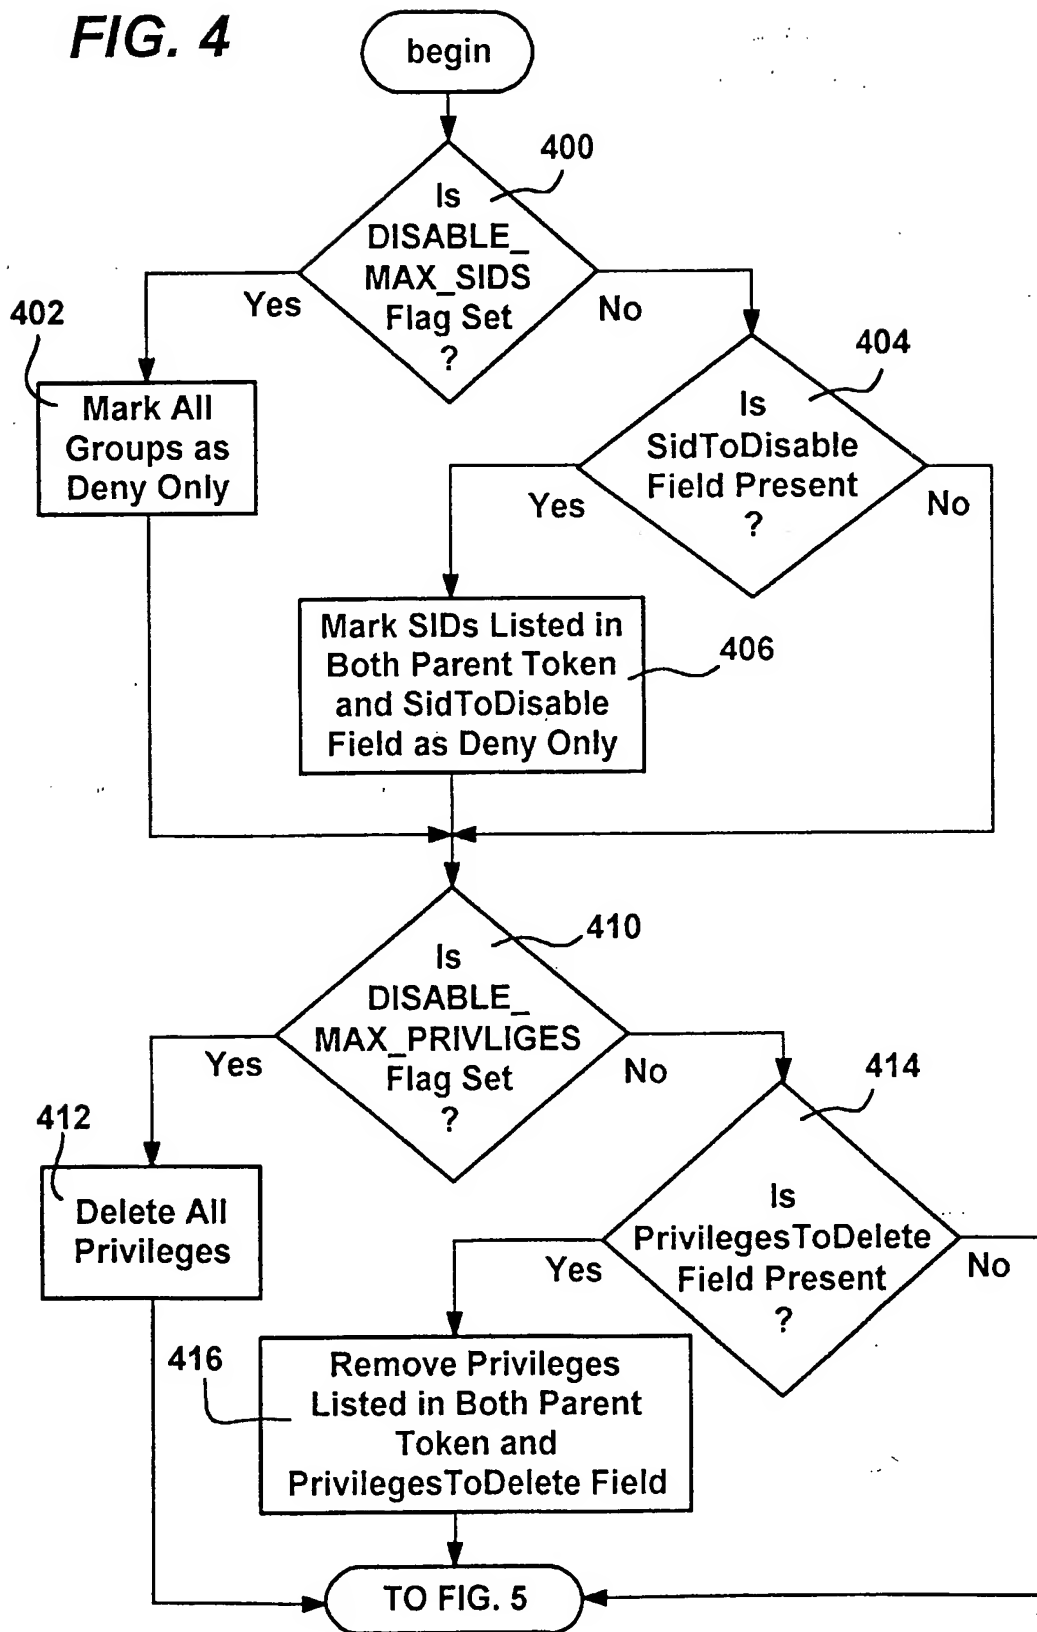 FIG. 4
begin
400
Is
DISABLE_
MAX_SIDS
Flag Set
?
Yes
No
402
Mark All
Groups as
Deny Only
404
Is
SidToDisable
Field Present
?
Yes
No
Mark SIDs Listed in
Both Parent Token
and SidToDisable
Field as Deny Only
406
410
Is
DISABLE_
MAX_PRIVLIGES
Flag Set
?
Yes
No
412
Delete All
Privileges
414
Is
PrivilegesToDelete
Field Present
?
Yes
No
416
Remove Privileges
Listed in Both Parent
Token and
PrivilegesToDelete Field
TO FIG. 5